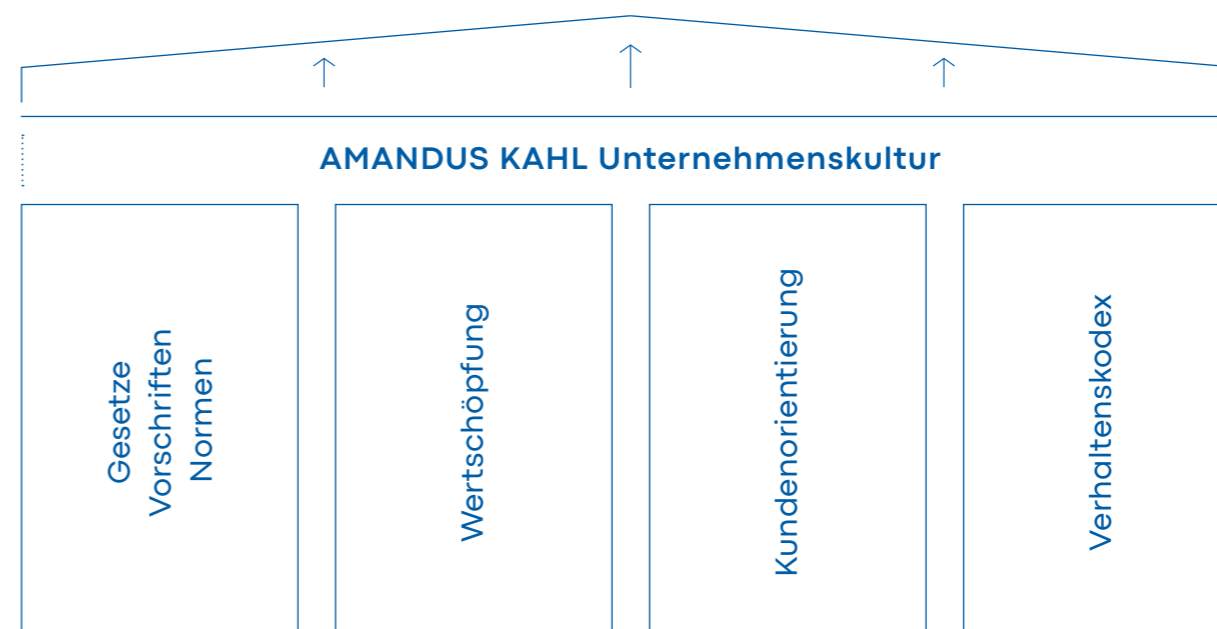 AMANDUS KAHL Unternehmenskultur
Gesetze
Vorschriften
Normen
Wertschöpfung
Kundenorientierung
Verhaltenskodex